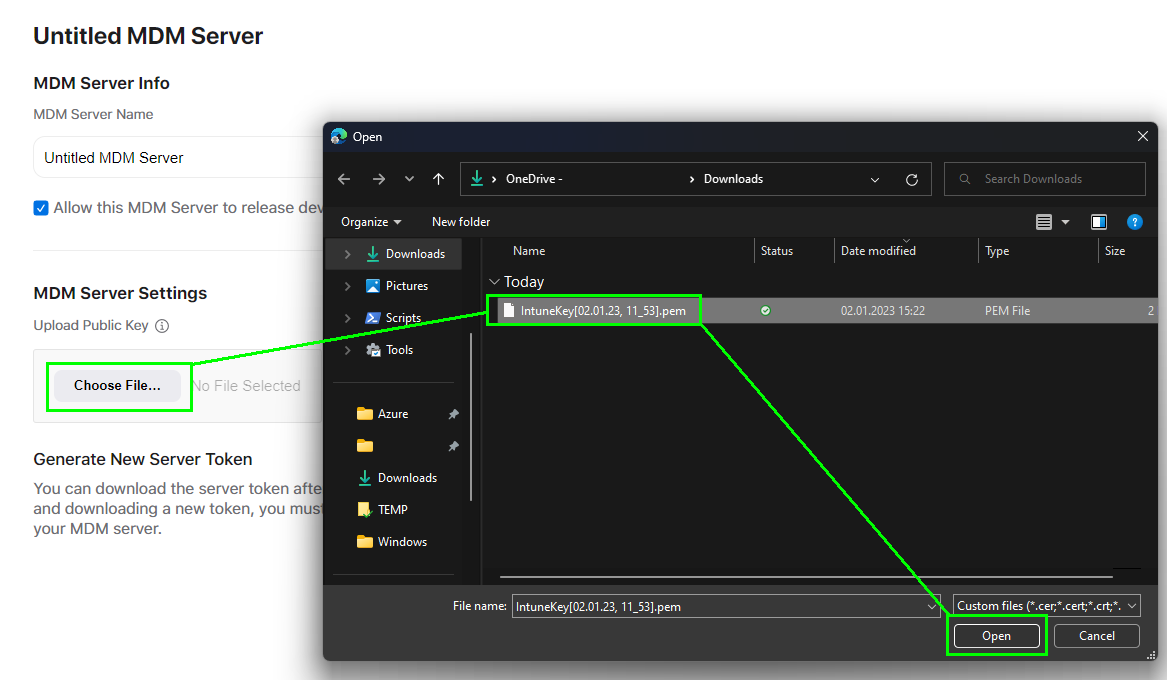 Untitled MDM Server
MDM Server Info
MDM Server Name
Untitled MDM Server
Allow this MDM Server to release dev
MDM Server Settings
Upload Public Key
Choose File...
No File Selected
Generate New Server Token
You can download the server token afte
and downloading a new token, you must
your MDM server.
Open
OneDrive -
Downloads
Search Downloads
Organize
New folder
Downloads
Pictures
Scripts
Tools
Azure
Downloads
TEMP
Windows
Name Status Date modified Type Size
Today
IntuneKey[02.01.23, 11_53].pem 02.01.2023 15:22 PEM File 2
File name: IntuneKey[02.01.23, 11_53].pem
Custom files (*.cer;*.cert;*.crt;*.
Open
Cancel